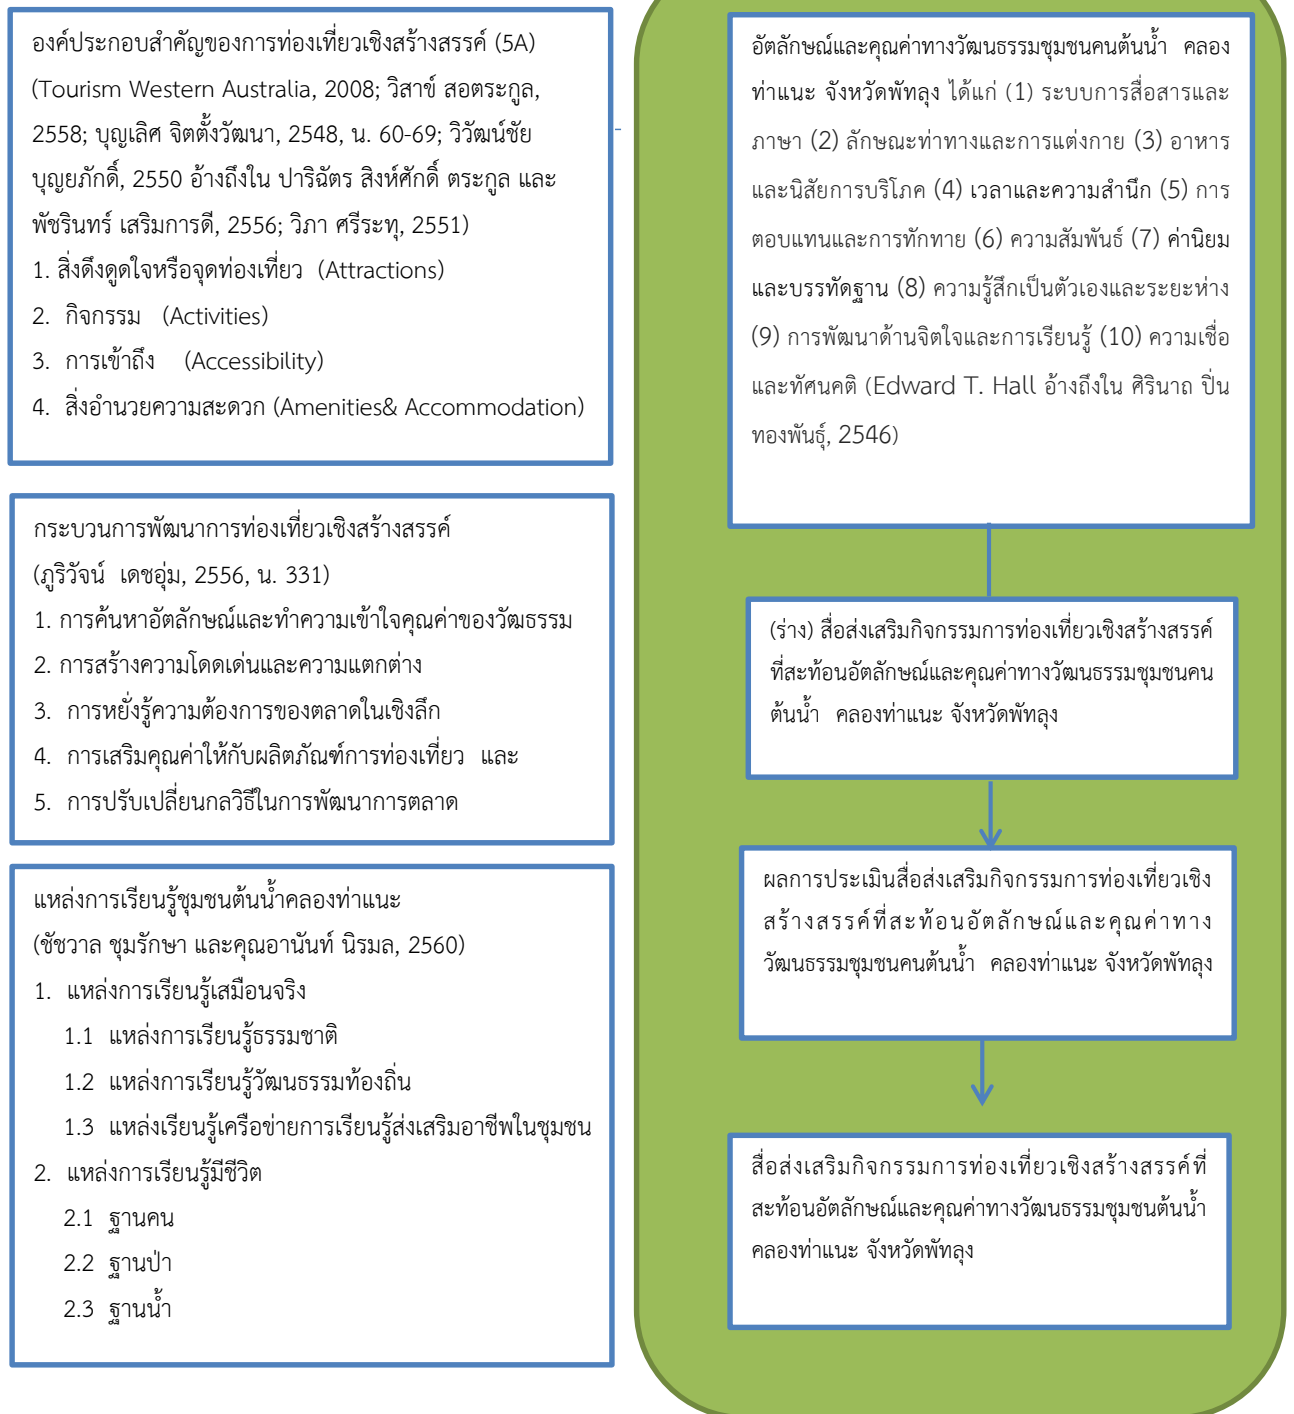 องค์ประกอบสำคัญของการท่องเที่ยวเชิงสร้างสรรค์ (5A)
(Tourism Western Australia, 2008; วิสาข์ สอตระกูล,
2558; บุญเลิศ จิตตั้งวัฒนา, 2548, น. 60-69; วิวัฒน์ชัย
บุญยภักดิ์, 2550 อ้างถึงใน ปาริฉัตร สิงห์ศักดิ์ ตระกูล และ
พัชรินทร์ เสริมการดี, 2556; วิภา ศรีระทุ, 2551)
1. สิ่งดึงดูดใจหรือจุดท่องเที่ยว (Attractions)
2. กิจกรรม (Activities)
3. การเข้าถึง (Accessibility)
4. สิ่งอำนวยความสะดวก (Amenities& Accommodation)
กระบวนการพัฒนาการท่องเที่ยวเชิงสร้างสรรค์
(ภูริวัจน์ เดชอุ่ม, 2556, น. 331)
1. การค้นหาอัตลักษณ์และทำความเข้าใจคุณค่าของวัฒธรรม
2. การสร้างความโดดเด่นและความแตกต่าง
3. การหยั่งรู้ความต้องการของตลาดในเชิงลึก
4. การเสริมคุณค่าให้กับผลิตภัณฑ์การท่องเที่ยว และ
5. การปรับเปลี่ยนกลวิธีในการพัฒนาการตลาด
แหล่งการเรียนรู้ชุมชนต้นน้ำคลองท่าแนะ
(ชัชวาล ชุมรักษา และคุณอานันท์ นิรมล, 2560)
1. แหล่งการเรียนรู้เสมือนจริง
1.1 แหล่งการเรียนรู้ธรรมชาติ
1.2 แหล่งการเรียนรู้วัฒนธรรมท้องถิ่น
1.3 แหล่งเรียนรู้เครือข่ายการเรียนรู้ส่งเสริมอาชีพในชุมชน
2. แหล่งการเรียนรู้มีชีวิต
2.1 ฐานคน
2.2 ฐานป่า
2.3 ฐานน้ำ
อัตลักษณ์และคุณค่าทางวัฒนธรรมชุมชนคนต้นน้ำ คลอง
ท่าแนะ จังหวัดพัทลุง ได้แก่ (1) ระบบการสื่อสารและ
ภาษา (2) ลักษณะท่าทางและการแต่งกาย (3) อาหาร
และนิสัยการบริโภค (4) เวลาและความสำนึก (5) การ
ตอบแทนและการทักทาย (6) ความสัมพันธ์ (7) ค่านิยม
และบรรทัดฐาน (8) ความรู้สึกเป็นตัวเองและระยะห่าง
(9) การพัฒนาด้านจิตใจและการเรียนรู้ (10) ความเชื่อ
และทัศนคติ (Edward T. Hall อ้างถึงใน ศิรินาถ ปิ่น
ทองพันธุ์, 2546)
(ร่าง) สื่อส่งเสริมกิจกรรมการท่องเที่ยวเชิงสร้างสรรค์
ที่สะท้อนอัตลักษณ์และคุณค่าทางวัฒนธรรมชุมชนคน
ต้นน้ำ คลองท่าแนะ จังหวัดพัทลุง
ผลการประเมินสื่อส่งเสริมกิจกรรมการท่องเที่ยวเชิง
สร้างสรรค์ที่สะท้อนอัตลักษณ์และคุณค่าทาง
วัฒนธรรมชุมชนคนต้นน้ำ คลองท่าแนะ จังหวัดพัทลุง
สื่อส่งเสริมกิจกรรมการท่องเที่ยวเชิงสร้างสรรค์ที่
สะท้อนอัตลักษณ์และคุณค่าทางวัฒนธรรมชุมชนต้นน้ำ
คลองท่าแนะ จังหวัดพัทลุง